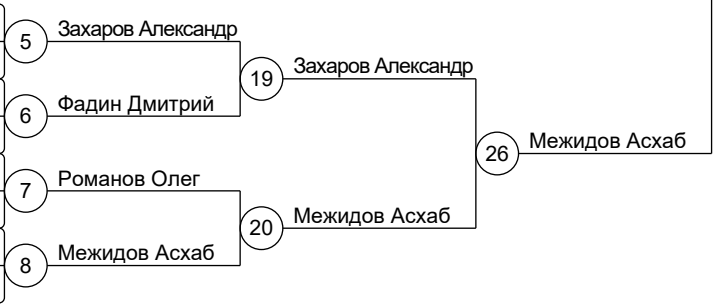 5 Захаров Александр
19 Захаров Александр
6 Фадин Дмитрий
26 Межидов Асхаб
7 Романов Олег
20 Межидов Асхаб
8 Межидов Асхаб